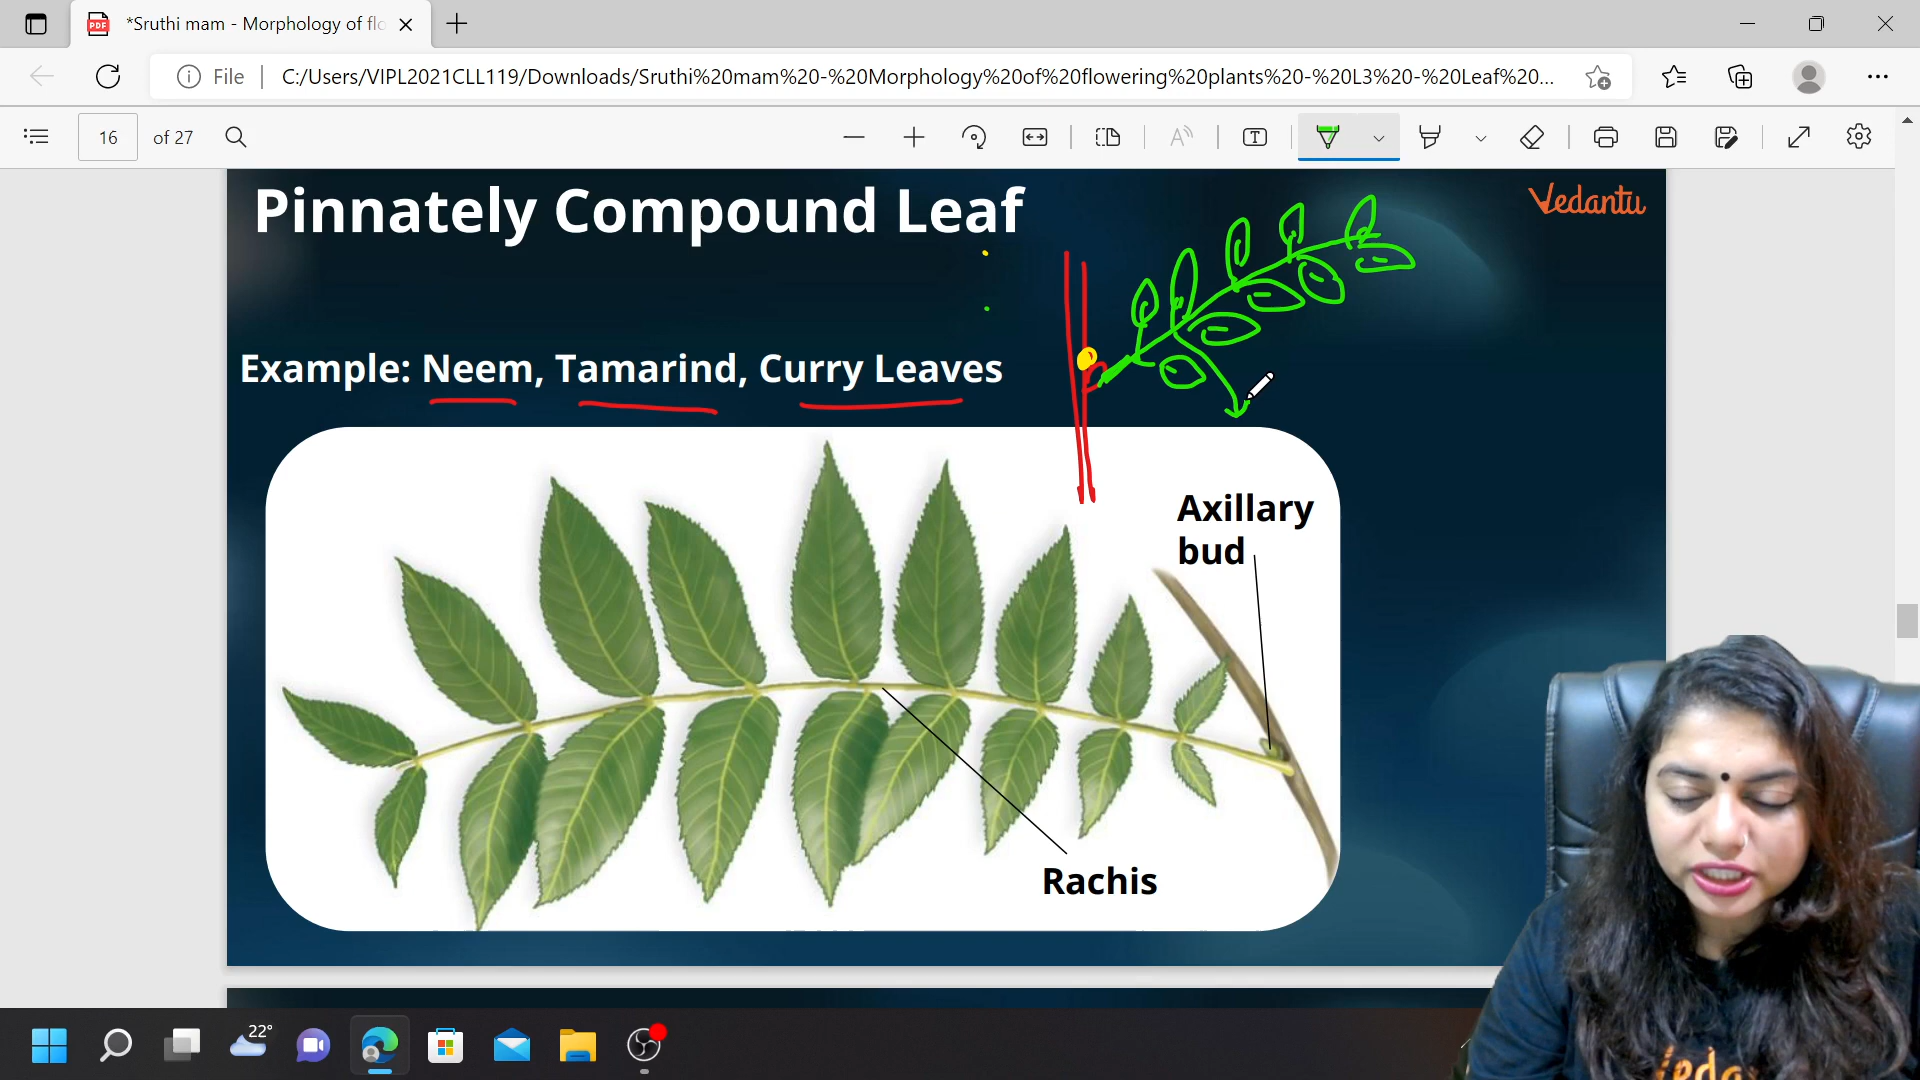 *Sruthi mam - Morphology of flo
File
C:/Users/VIPL2021CLL119/Downloads/Sruthi%20mam%20-%20Morphology%20of%20flowering%20plants%20-%20L3%20-%20Leaf%20...
16 of 27
Pinnately Compound Leaf
Vedantu
Example: Neem, Tamarind, Curry Leaves
Axillary
bud
Rachis
22°
PDF